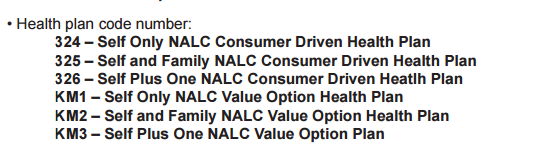 • Health plan code number:
324 – Self Only NALC Consumer Driven Health Plan
325 – Self and Family NALC Consumer Driven Health Plan
326 – Self Plus One NALC Consumer Driven Heatlh Plan
KM1 – Self Only NALC Value Option Health Plan
KM2 – Self and Family NALC Value Option Health Plan
KM3 – Self Plus One NALC Value Option Plan